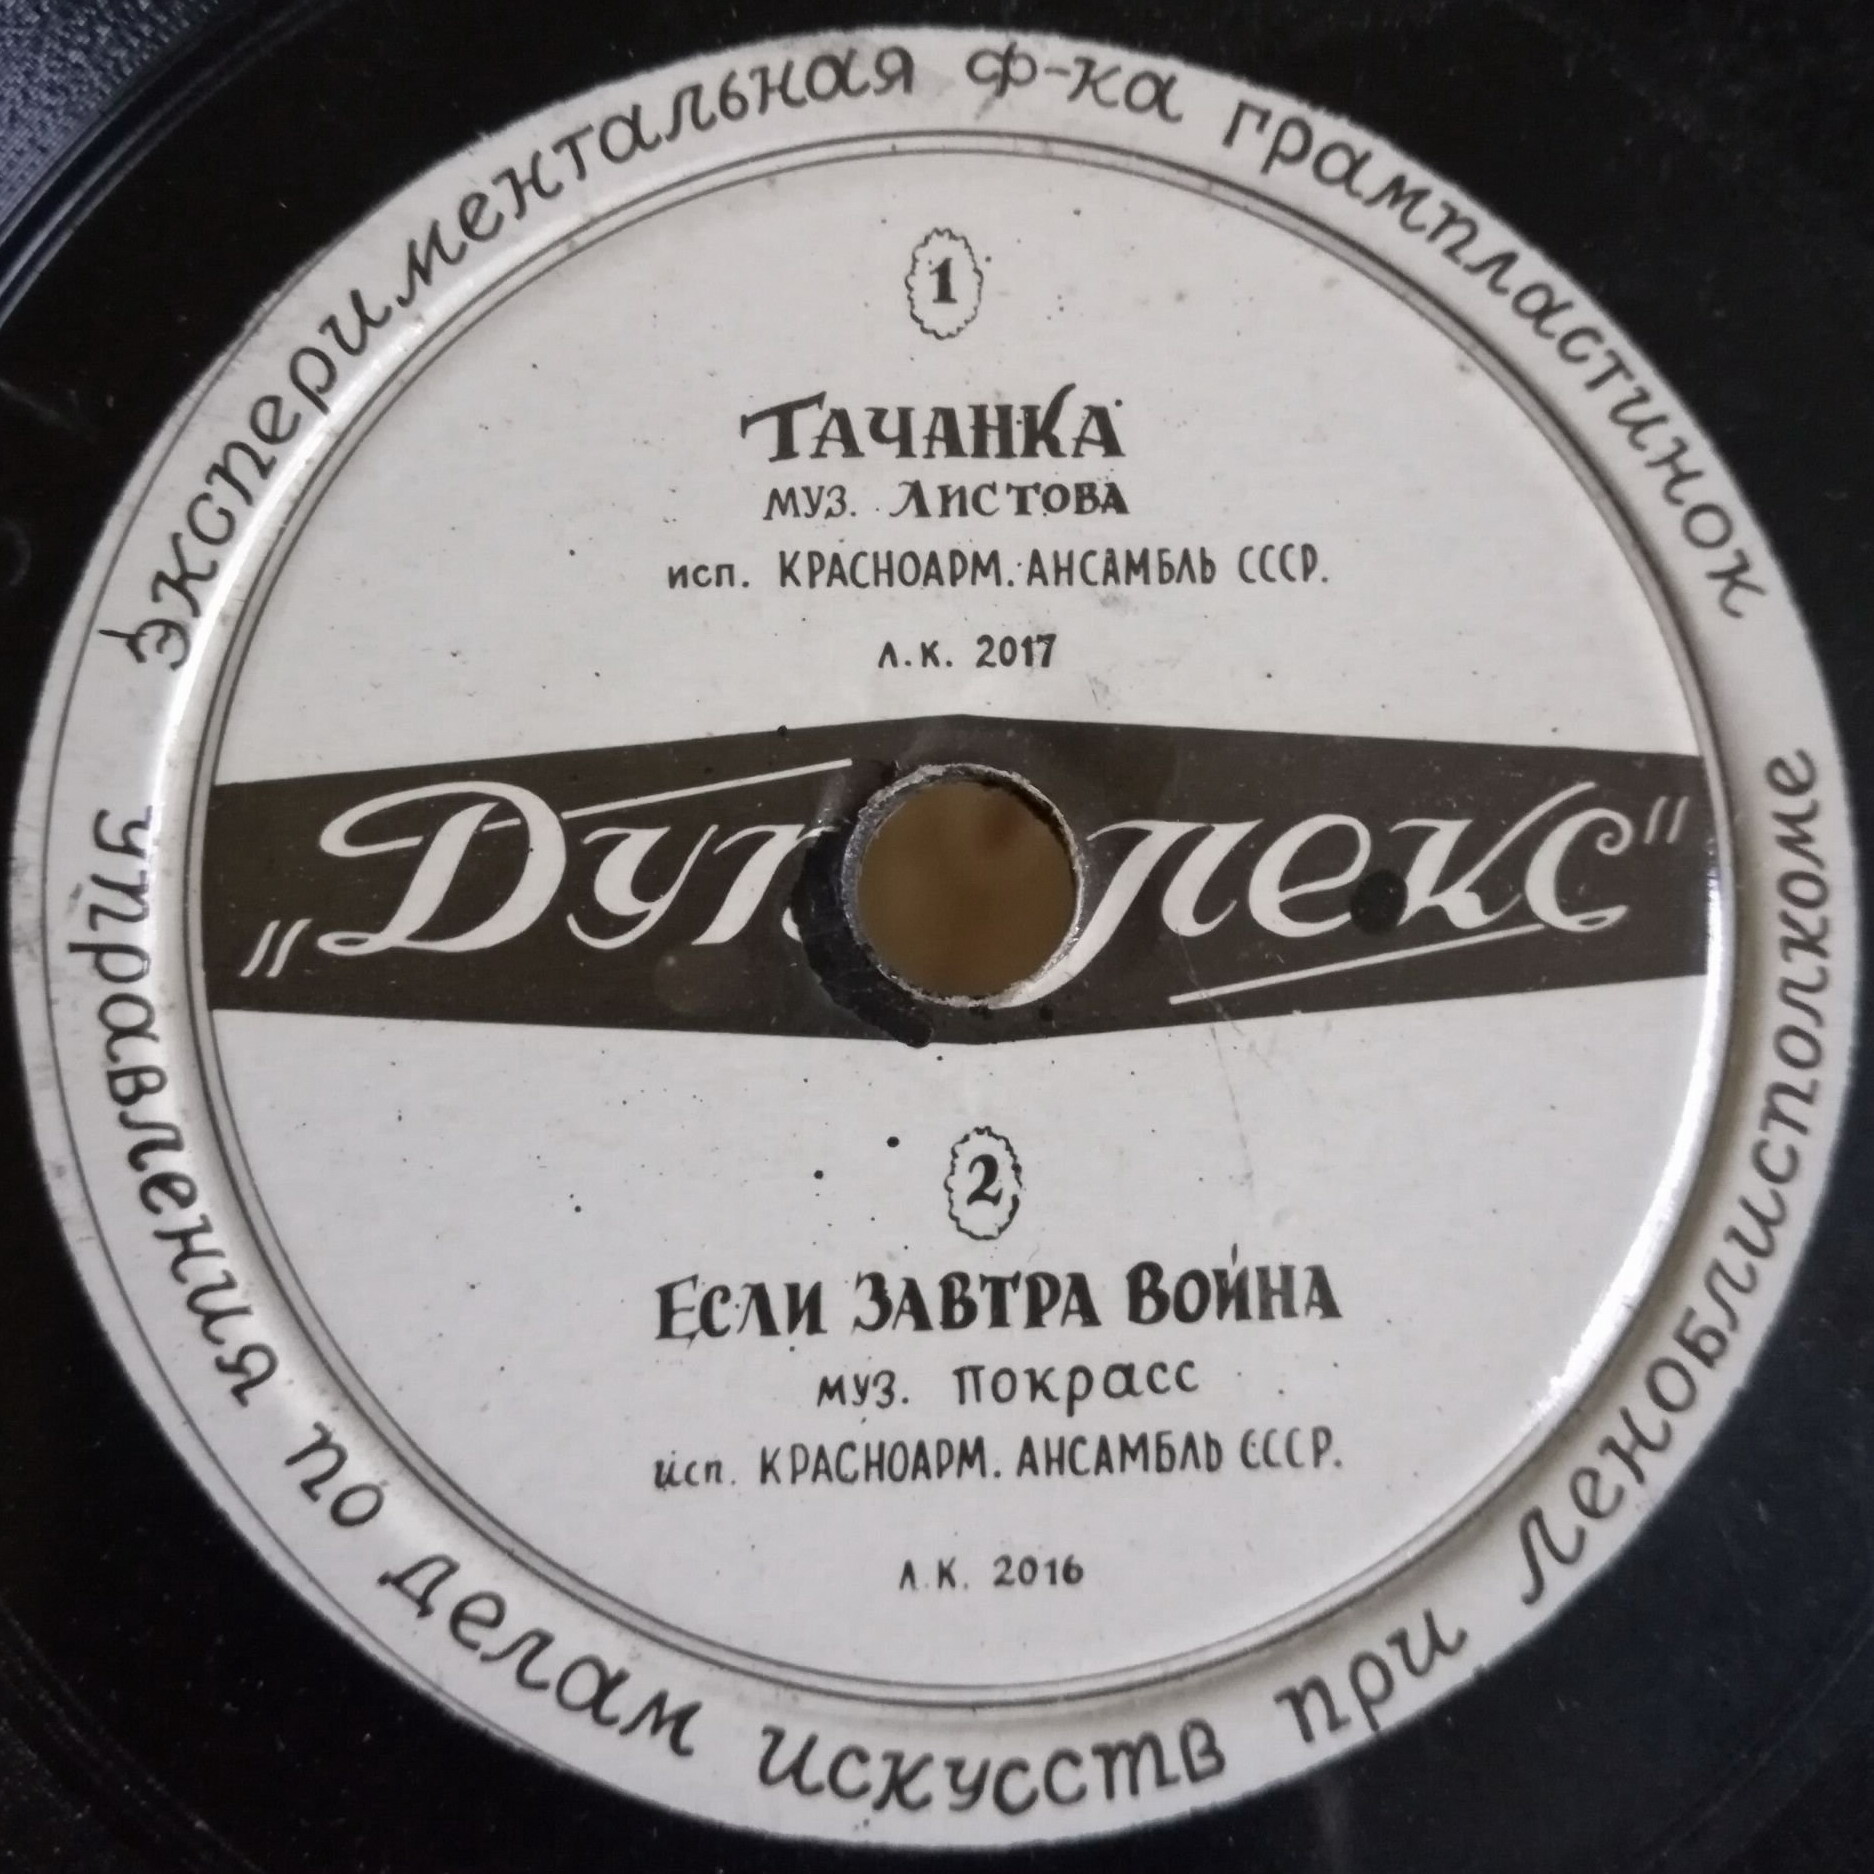 Экспериментальная ф-ка грампластинок
1
ТАЧАНКА
муз. ЛИСТОВА
исп. КРАСНОАРМ. АНСАМБЛЬ СССР.
Л.К. 2017
„Дуплекс"
2
ЕСЛИ ЗАВТРА ВОЙНА
муз. покрасс
исп. КРАСНОАРМ. АНСАМБЛЬ СССР.
Л.К. 2016
управления по делам искусств при Леноблисполкоме